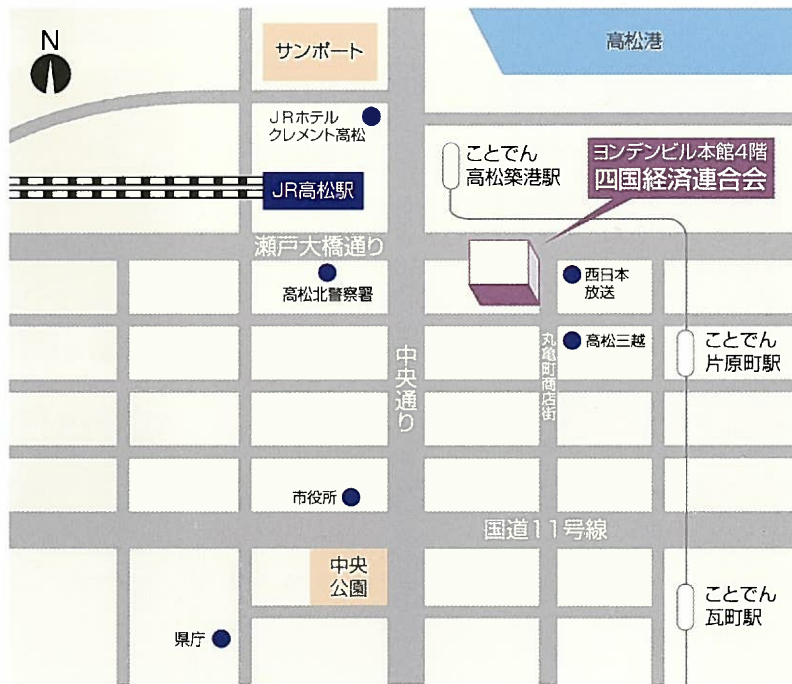 N
サンポート
高松港
JRホテル
クレメント高松
ことでん
高松築港駅
ヨンデンビル本館4階
四国経済連合会
JR高松駅
瀬戸大橋通り
高松北警察署
西日本
放送
中央通り
丸亀町商店街
高松三越
ことでん
片原町駅
市役所
国道11号線
中央
公園
ことでん
瓦町駅
県庁